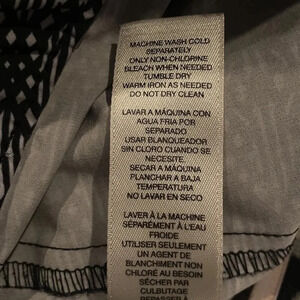 MACHINE WASH COLD
SEPARATELY
ONLY NON-CHLORINE
BLEACH WHEN NEEDED
TUMBLE DRY
WARM IRON AS NEEDED
DO NOT DRY CLEAN
LAVAR A MÁQUINA CON
AGUA FRIA POR
SEPARADO
USAR BLANQUEADOR
SIN CLORO CUANDO SE
NECESITE.
SECAR A MÁQUINA
PLANCHAR A BAJA
TEMPERATURA
NO LAVAR EN SECO
LAVER À LA MACHINE
SÉPARÉMENT À L'EAU
FROIDE
UTILISER SEULEMENT
UN AGENT DE
BLANCHIMENT NON
CHLORÉ AU BESOIN
SÉCHER PAR
CULBUTAGE
REPASSER À